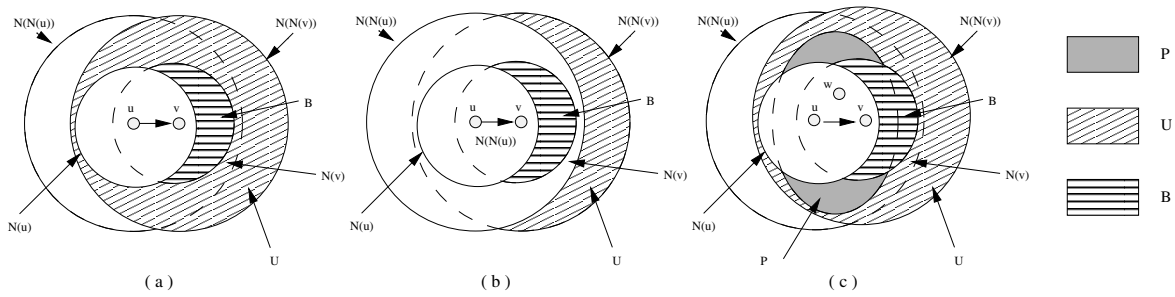 N(N(u))
N(N(v))
u
v
B
N(u)
N(v)
U
( a )
N(N(u))
N(N(v))
u
v
N(N(u))
B
N(u)
N(v)
U
( b )
N(N(u))
N(N(v))
w
u
v
B
N(u)
N(v)
P
U
( c )
P
U
B